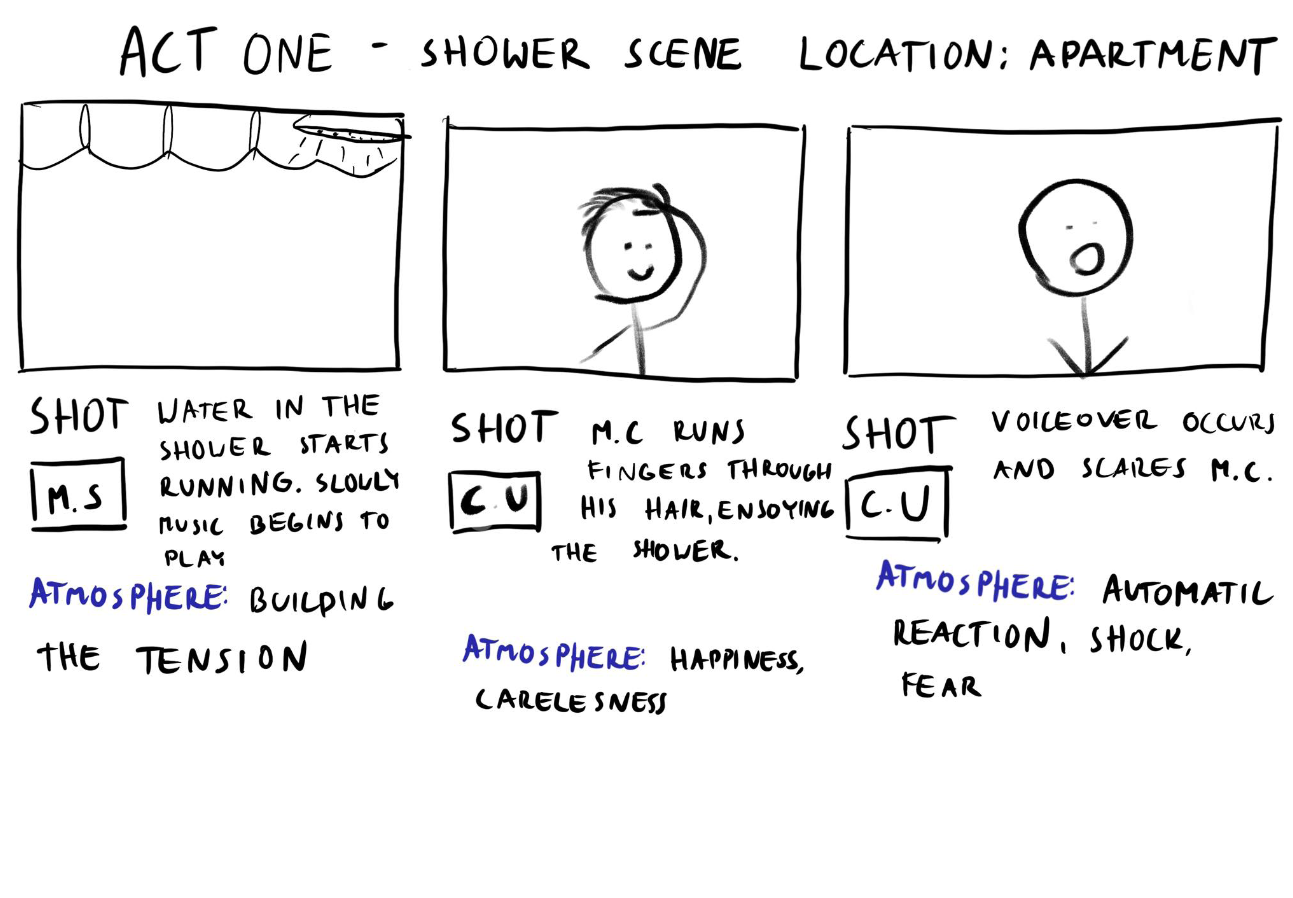 ACT ONE - SHOWER SCENE LOCATION: APARTMENT
SHOT
M.S
WATER IN THE
SHOWER STARTS
RUNNING. SLOWLY
MUSIC BEGINS TO
PLAY
ATMOSPHERE: BUILDING
THE TENSION
SHOT
C.U
M.C RUNS
FINGERS THROUGH
HIS HAIR, ENJOYING
THE SHOWER.
ATMOSPHERE: HAPPINESS,
CARELESNESS
SHOT
C.U
VOICEOVER OCCURS
AND SCARES M.C.
ATMOSPHERE: AUTOMATIC
REACTION, SHOCK,
FEAR